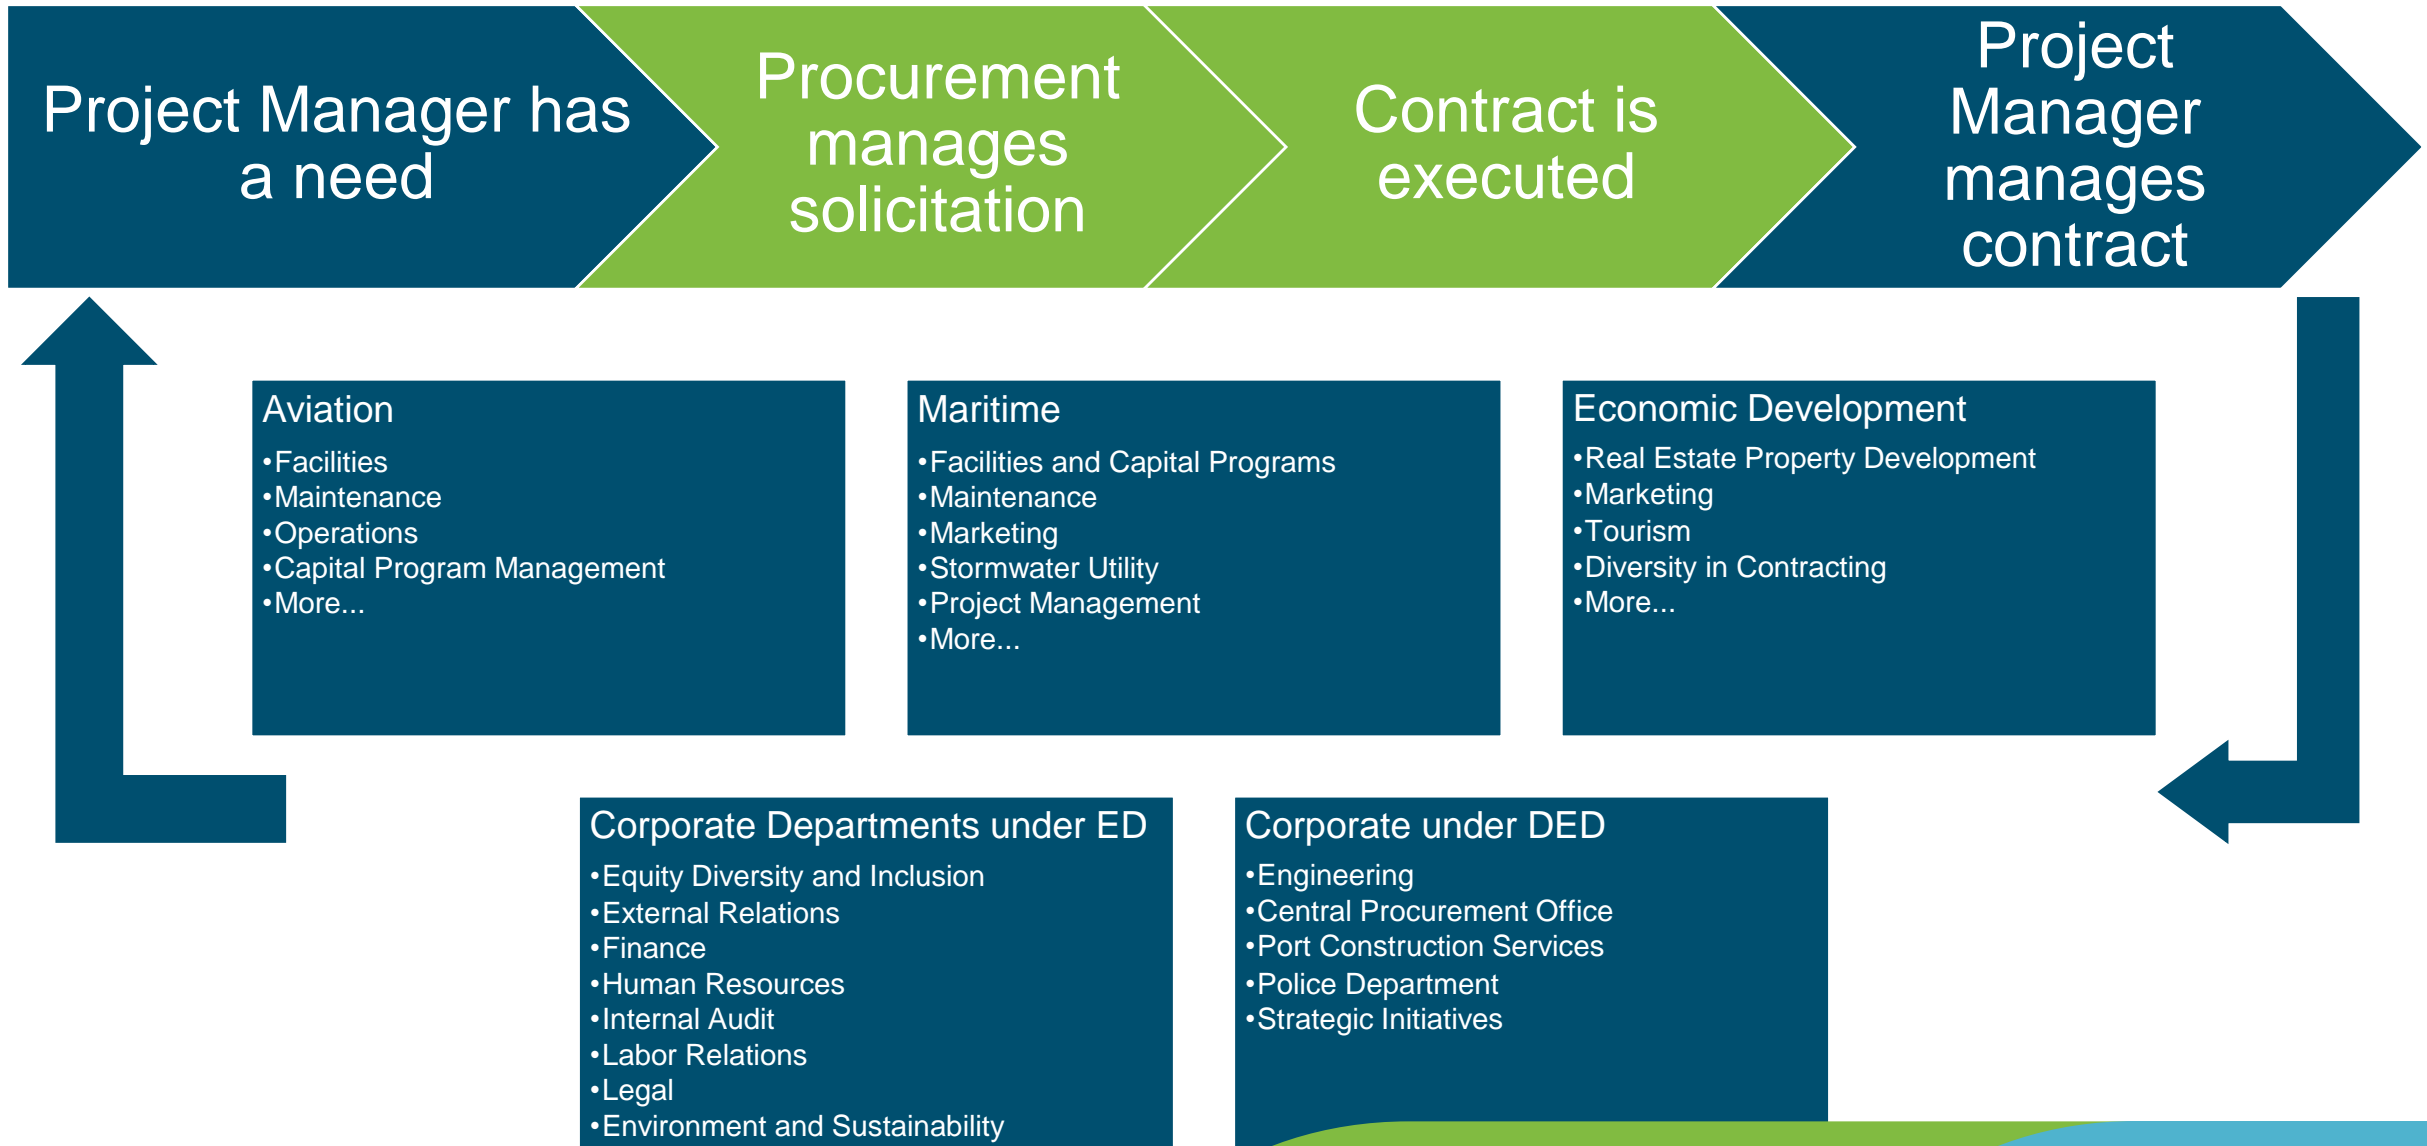 Project Manager has
a need
Procurement
manages
solicitation
Contract is
executed
Project
Manager
manages
contract
Aviation
•Facilities
•Maintenance
•Operations
•Capital Program Management
•More...
Maritime
•Facilities and Capital Programs
•Maintenance
•Marketing
•Stormwater Utility
•Project Management
•More...
Economic Development
•Real Estate Property Development
•Marketing
•Tourism
•Diversity in Contracting
•More...
Corporate Departments under ED
•Equity Diversity and Inclusion
•External Relations
•Finance
•Human Resources
•Internal Audit
•Labor Relations
•Legal
•Environment and Sustainability
Corporate under DED
•Engineering
•Central Procurement Office
•Port Construction Services
•Police Department
•Strategic Initiatives